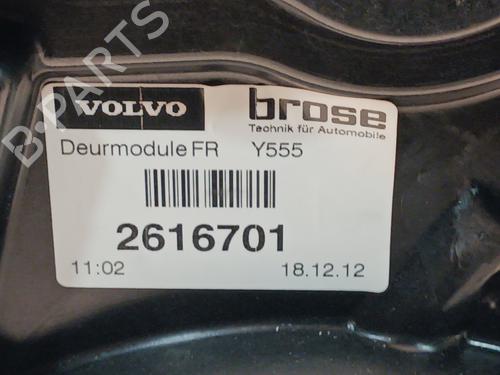 VOLVO brose
Technik für Automobile
Deurmodule FR Y555
2616701
11:02 18.12.12
B-PARTS